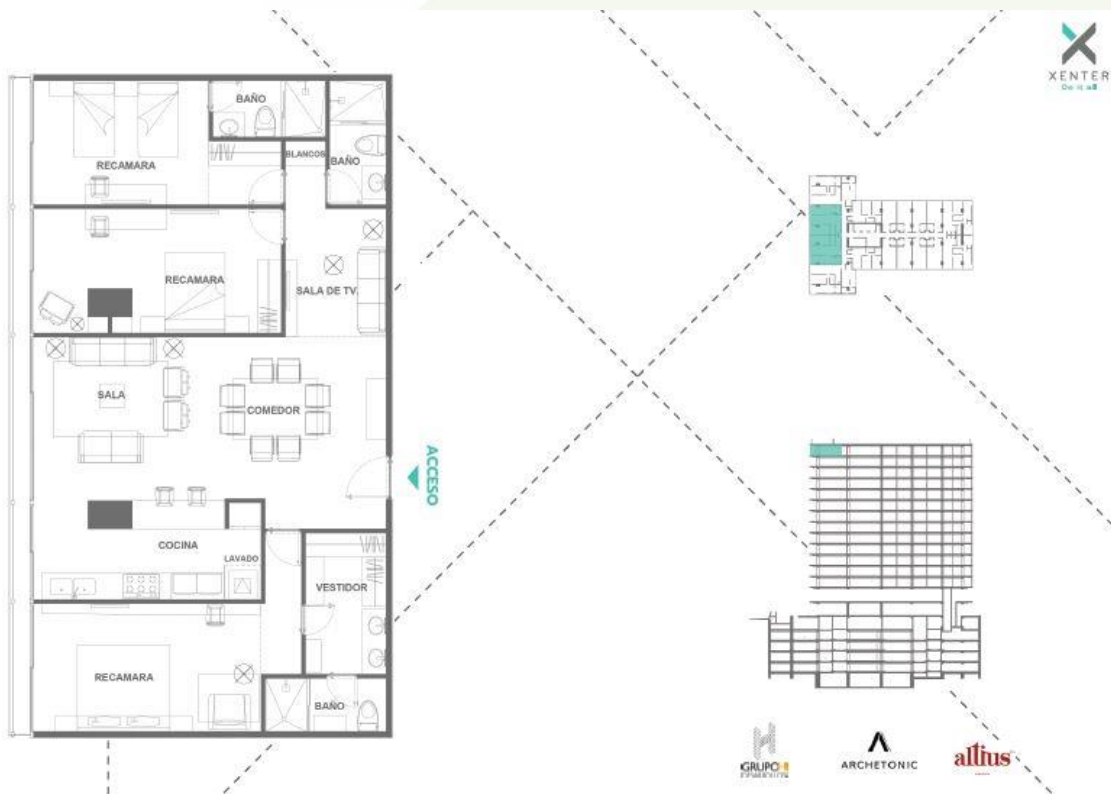 XENTER
Do it all
BAÑO
BLANCOS
BAÑO
RECAMARA
RECAMARA
SALA DE TV.
SALA
COMEDOR
ACCESO
COCINA
LAVADO
VESTIDOR
RECAMARA
BAÑO
GRUPO H
ARCHETONIC
altius